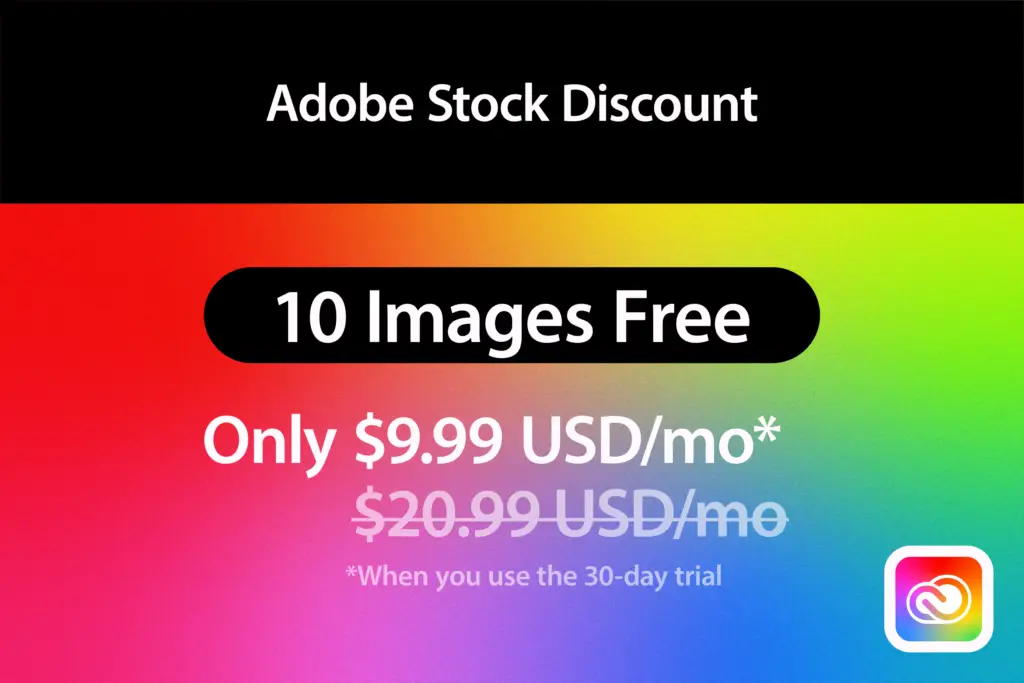 Adobe Stock Discount
10 Images Free
Only $9.99 USD/mo*
$20.99 USD/mo
*When you use the 30-day trial